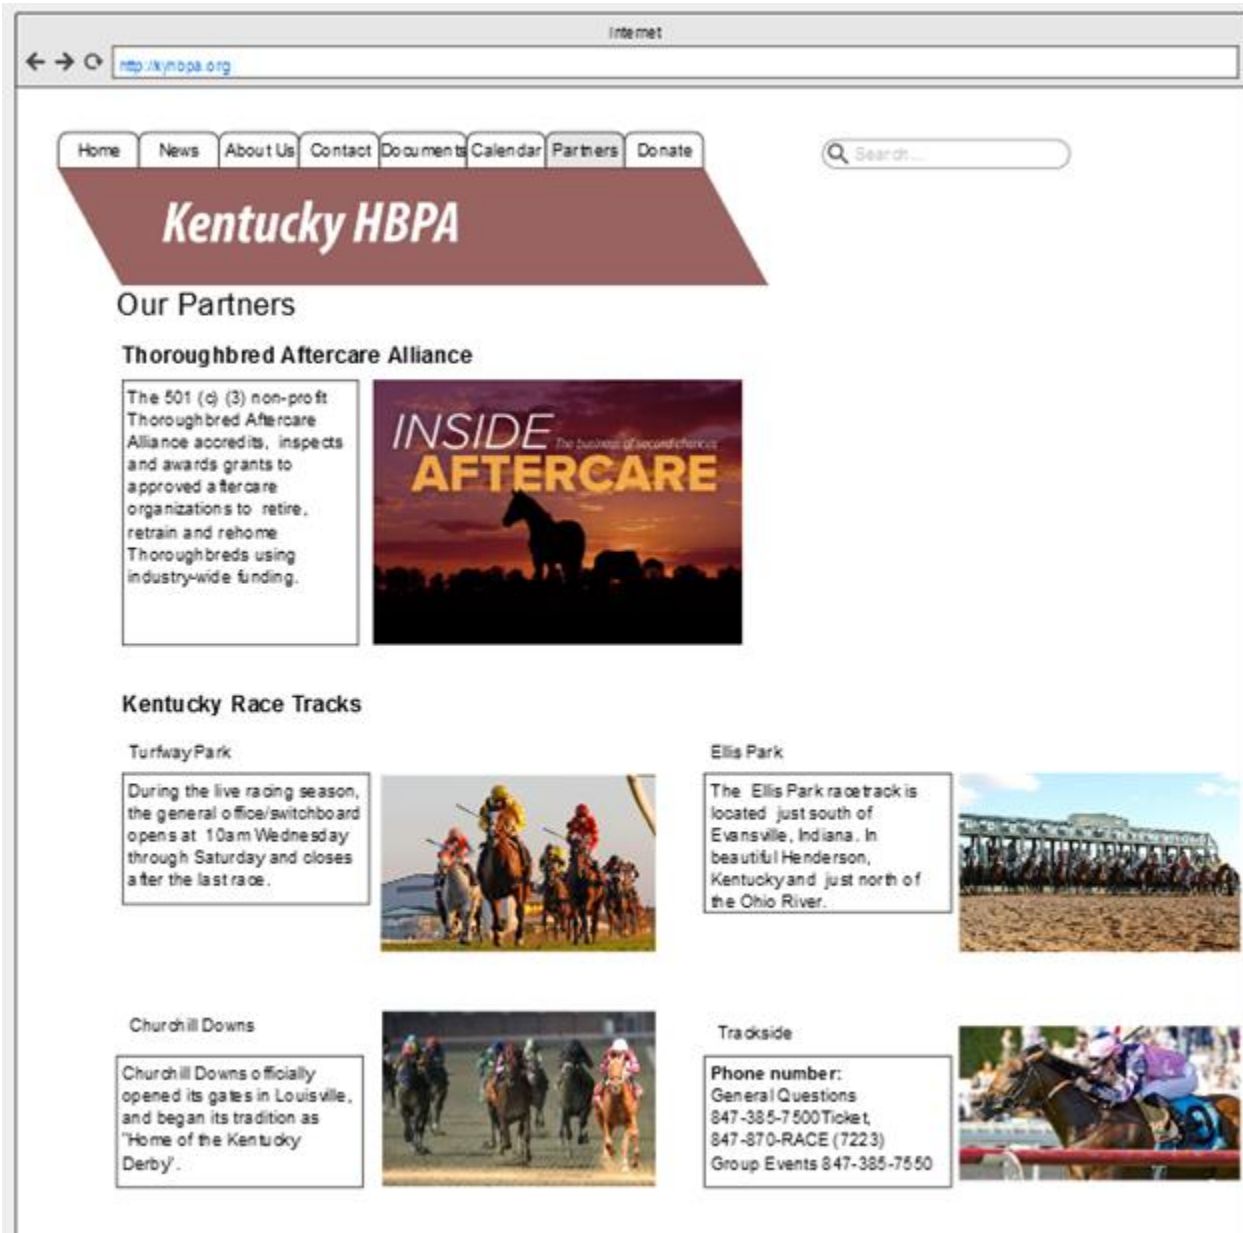 Internet
http://kyhbpa.org
Home News About Us Contact Documents Calendar Partners Donate
Search...
Kentucky HBPA
Our Partners
Thoroughbred Aftercare Alliance
The 501 (c) (3) non-profit
Thoroughbred Aftercare
Alliance accredits, inspects
and awards grants to
approved aftercare
organizations to retire,
retrain and rehome
Thoroughbreds using
industry-wide funding.
INSIDE
The business of second chances
AFTERCARE
Kentucky Race Tracks
Turfway Park
During the live racing season,
the general office/switchboard
opens at 10am Wednesday
through Saturday and closes
after the last race.
Ellis Park
The Ellis Park racetrack is
located just south of
Evansville, Indiana. In
beautiful Henderson,
Kentucky and just north of
the Ohio River.
Churchill Downs
Churchill Downs officially
opened its gates in Louisville,
and began its tradition as
"Home of the Kentucky
Derby".
Trackside
Phone number:
General Questions
847-385-7500Ticket,
847-870-RACE (7223)
Group Events 847-385-7550